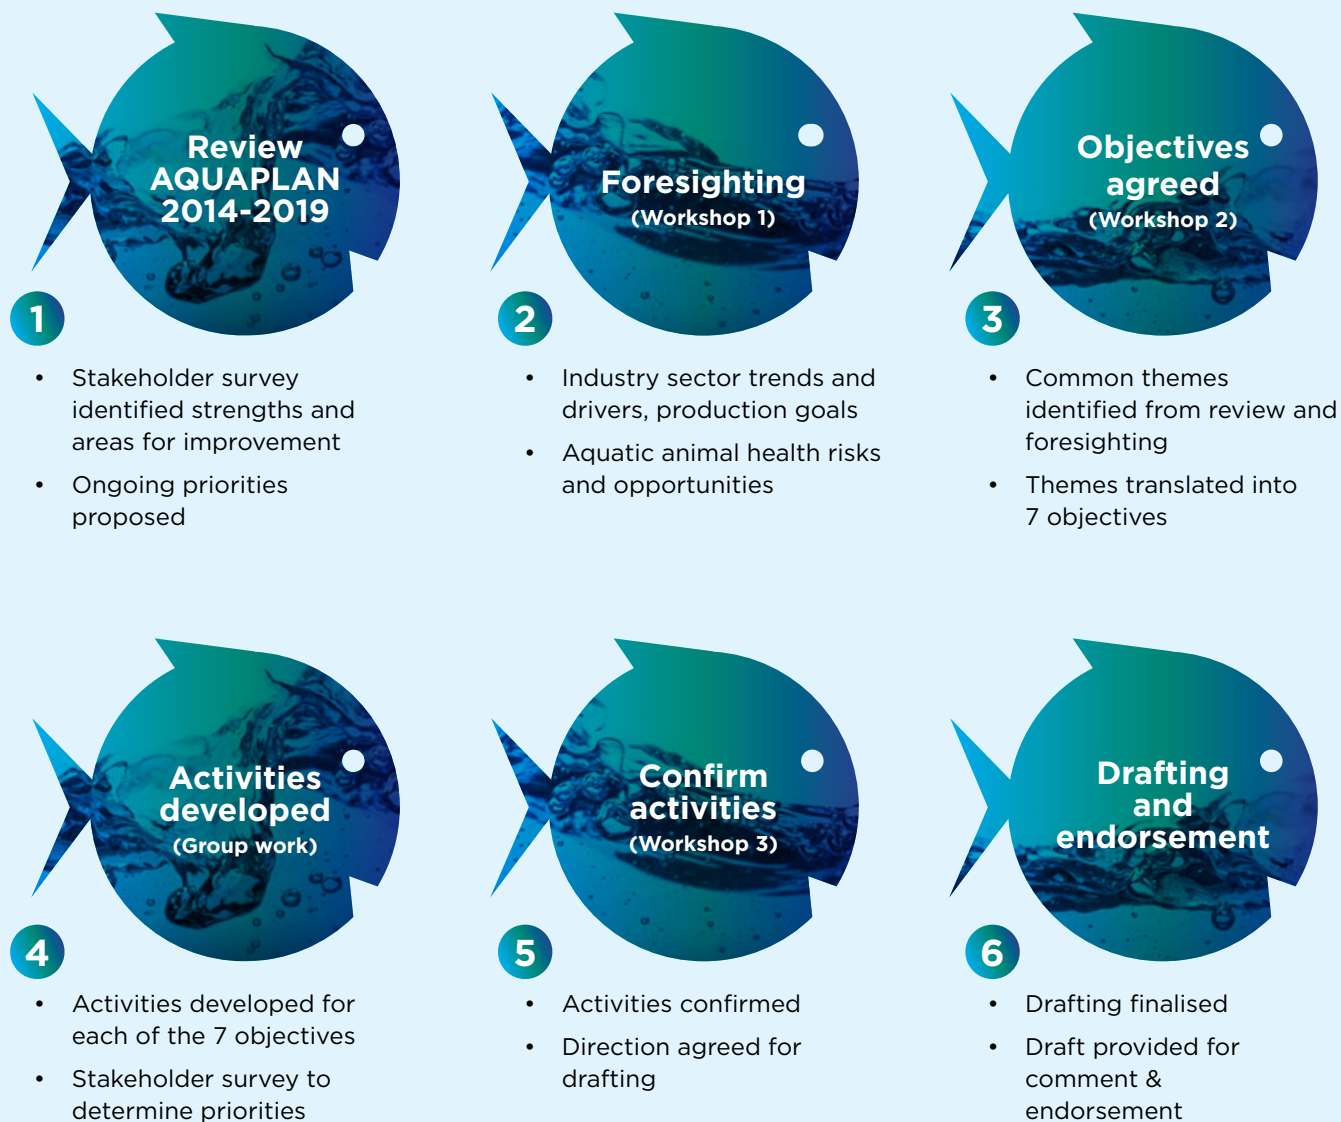 Review
AQUAPLAN
2014-2019
1
• Stakeholder survey
identified strengths and
areas for improvement
• Ongoing priorities
proposed
Foresighting
(Workshop 1)
2
• Industry sector trends and
drivers, production goals
• Aquatic animal health risks
and opportunities
Objectives
agreed
(Workshop 2)
3
• Common themes
identified from review and
foresighting
• Themes translated into
7 objectives
Activities
developed
(Group work)
4
• Activities developed for
each of the 7 objectives
• Stakeholder survey to
determine priorities
Confirm
activities
(Workshop 3)
5
• Activities confirmed
• Direction agreed for
drafting
Drafting
and
endorsement
6
• Drafting finalised
• Draft provided for
comment &
endorsement